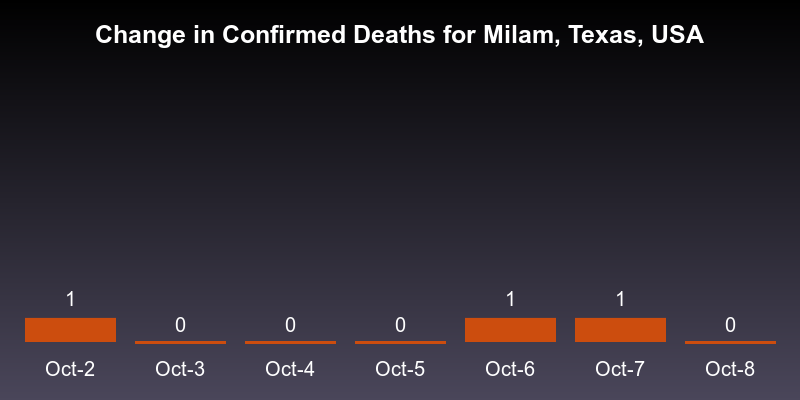 Change in Confirmed Deaths for Milam, Texas, USA
1 0 0 0 1 1 0
Oct-2 Oct-3 Oct-4 Oct-5 Oct-6 Oct-7 Oct-8